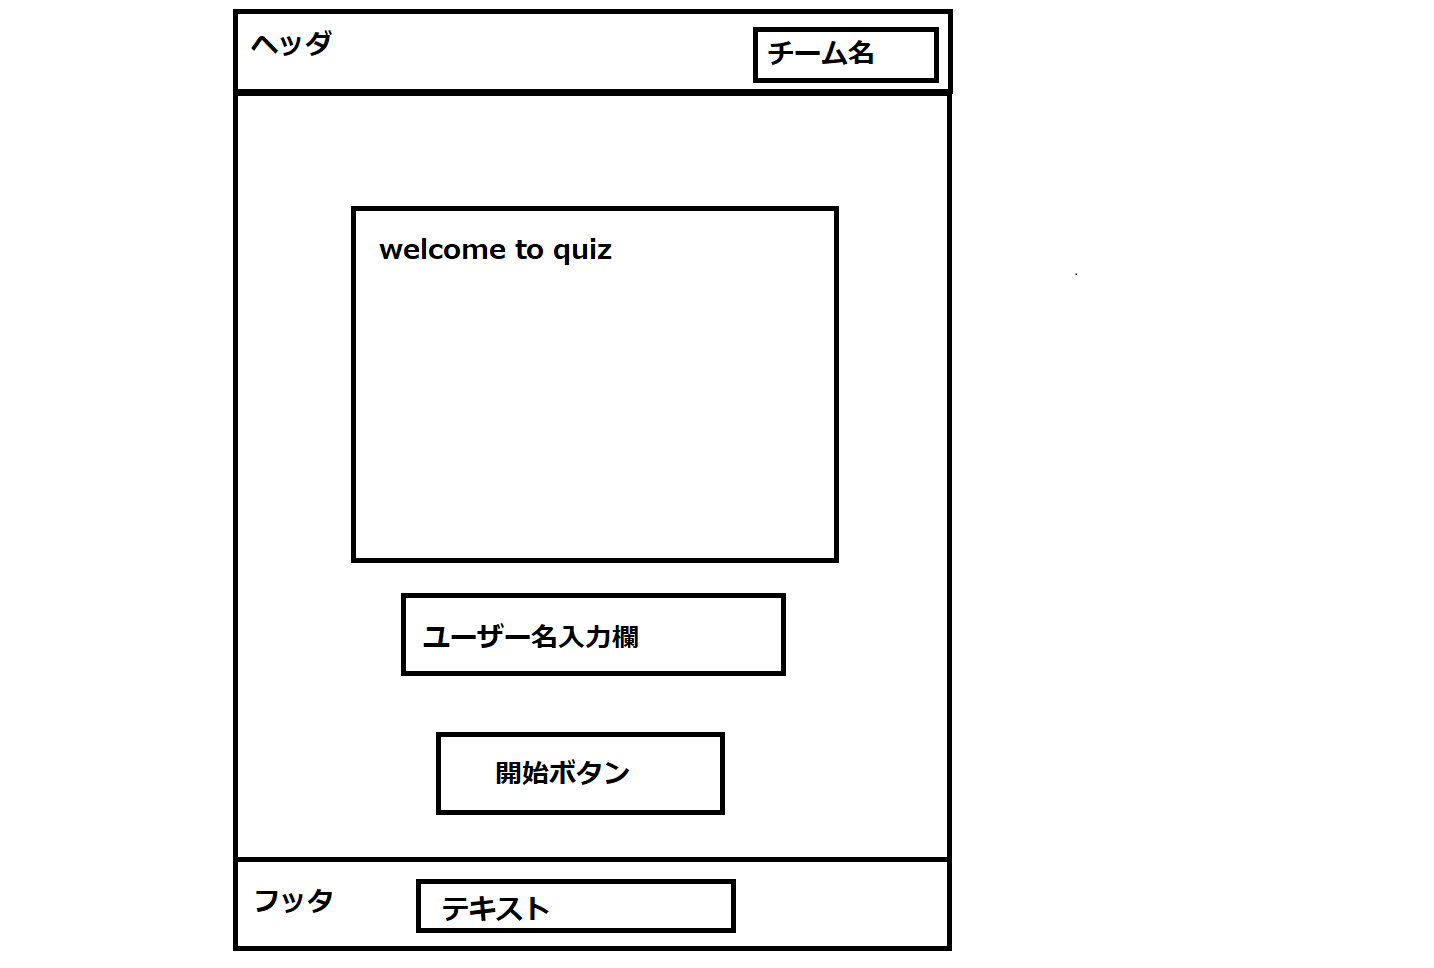 ヘッダ
チーム名
welcome to quiz
ユーザー名入力欄
開始ボタン
フッタ
テキスト